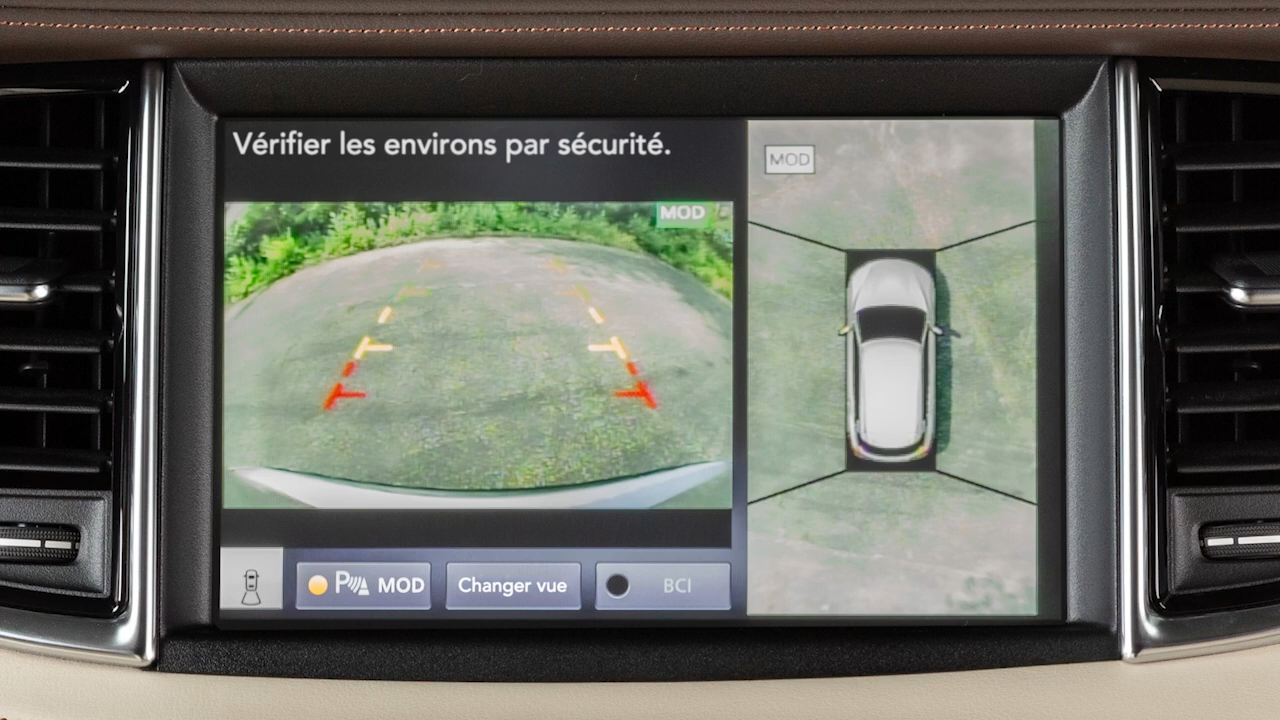 Vérifier les environs par sécurité.
MOD
MOD
P MOD
Changer vue
BCI